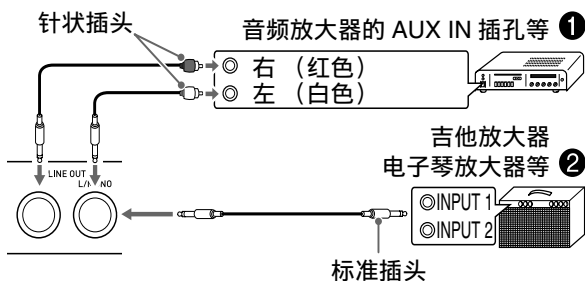 针状插头
音频放大器的 AUX IN 插孔等 ❶
右 (红色)
左 (白色)
LINE OUT
吉他放大器
电子琴放大器等 ❷
INPUT 1
INPUT 2
标准插头